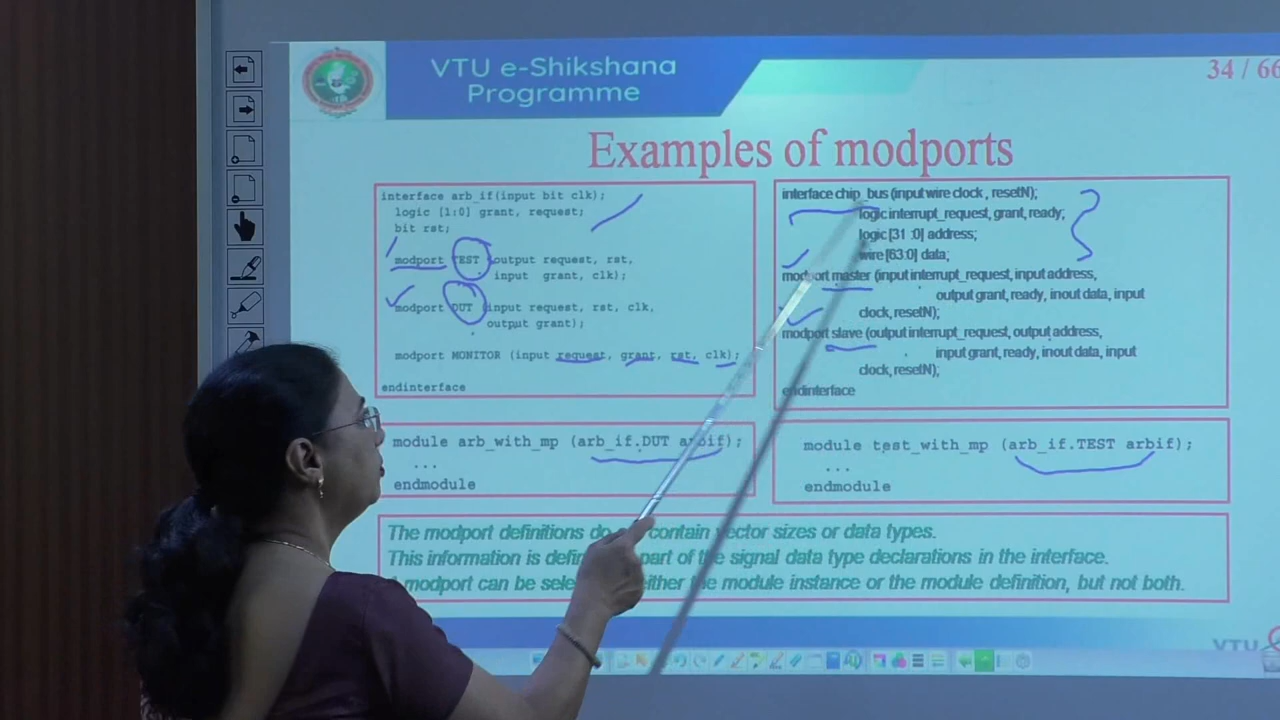 VTU e-Shikshana
Programme
34 / 66
Examples of modports
interface arb_if(input bit clk);
logic [1:0] grant, request;
bit rst;
modport TEST (output request, rst,
input grant, clk);
modport DUT (input request, rst, clk,
output grant);
modport MONITOR (input request, grant, rst, clk);
endinterface
interface chip_bus (input wire clock , resetN);
logic interrupt_request, grant, ready;
logic [31 :0] address;
wire [63:0] data;
modport master (input interrupt_request, input address,
output grant, ready, inout data, input
clock, resetN);
modport slave (output interrupt_request, output address,
input grant, ready, inout data, input
clock, resetN);
endinterface
module arb_with_mp (arb_if.DUT arbif);
...
endmodule
module test_with_mp (arb_if.TEST arbif);
...
endmodule
The modport definitions do contain vector sizes or data types.
This information is part of the signal data type declarations in the interface.
modport can be either the module instance or the module definition, but not both.
VTU